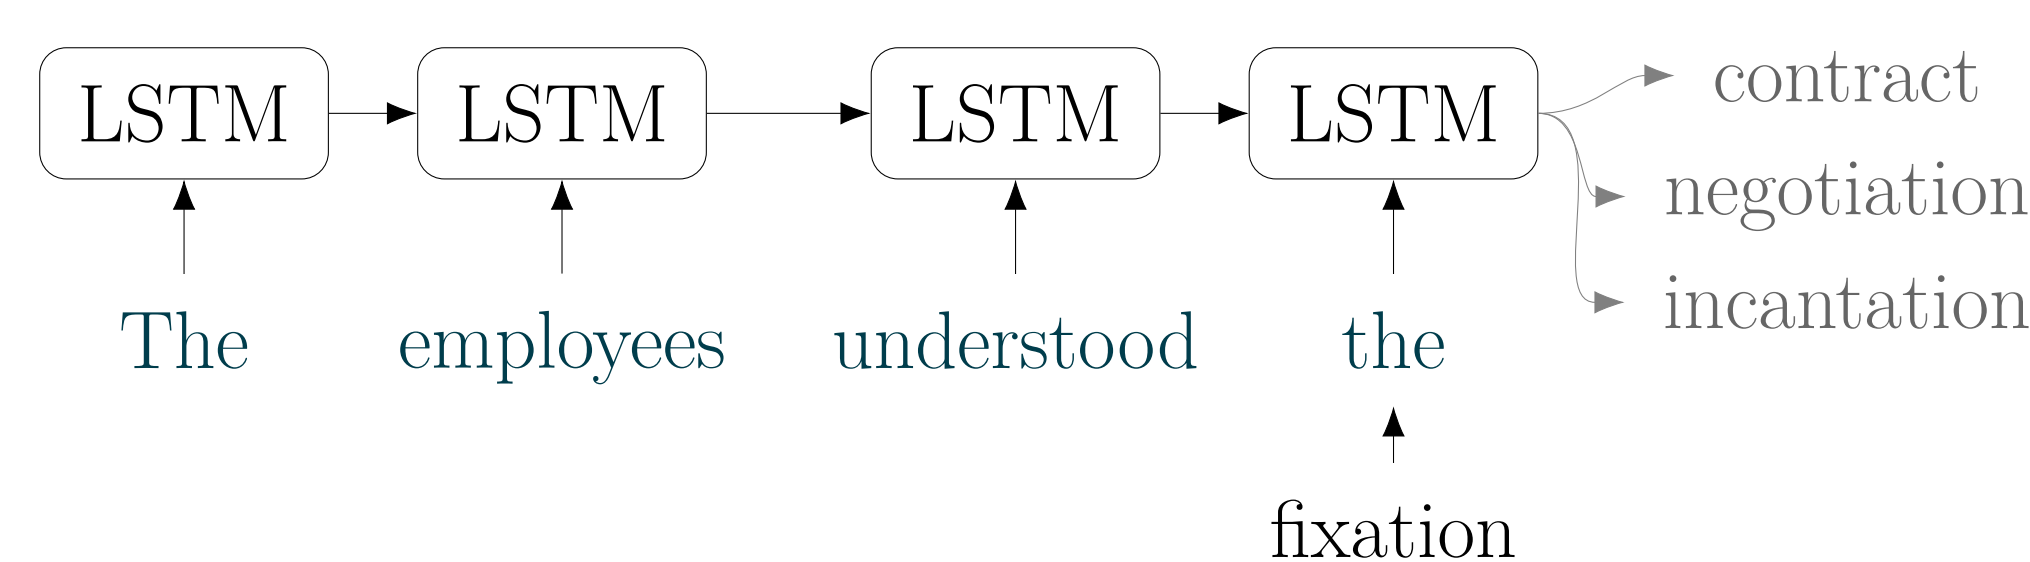 LSTM LSTM LSTM LSTM contract
negotiation
incantation
The employees understood the
fixation